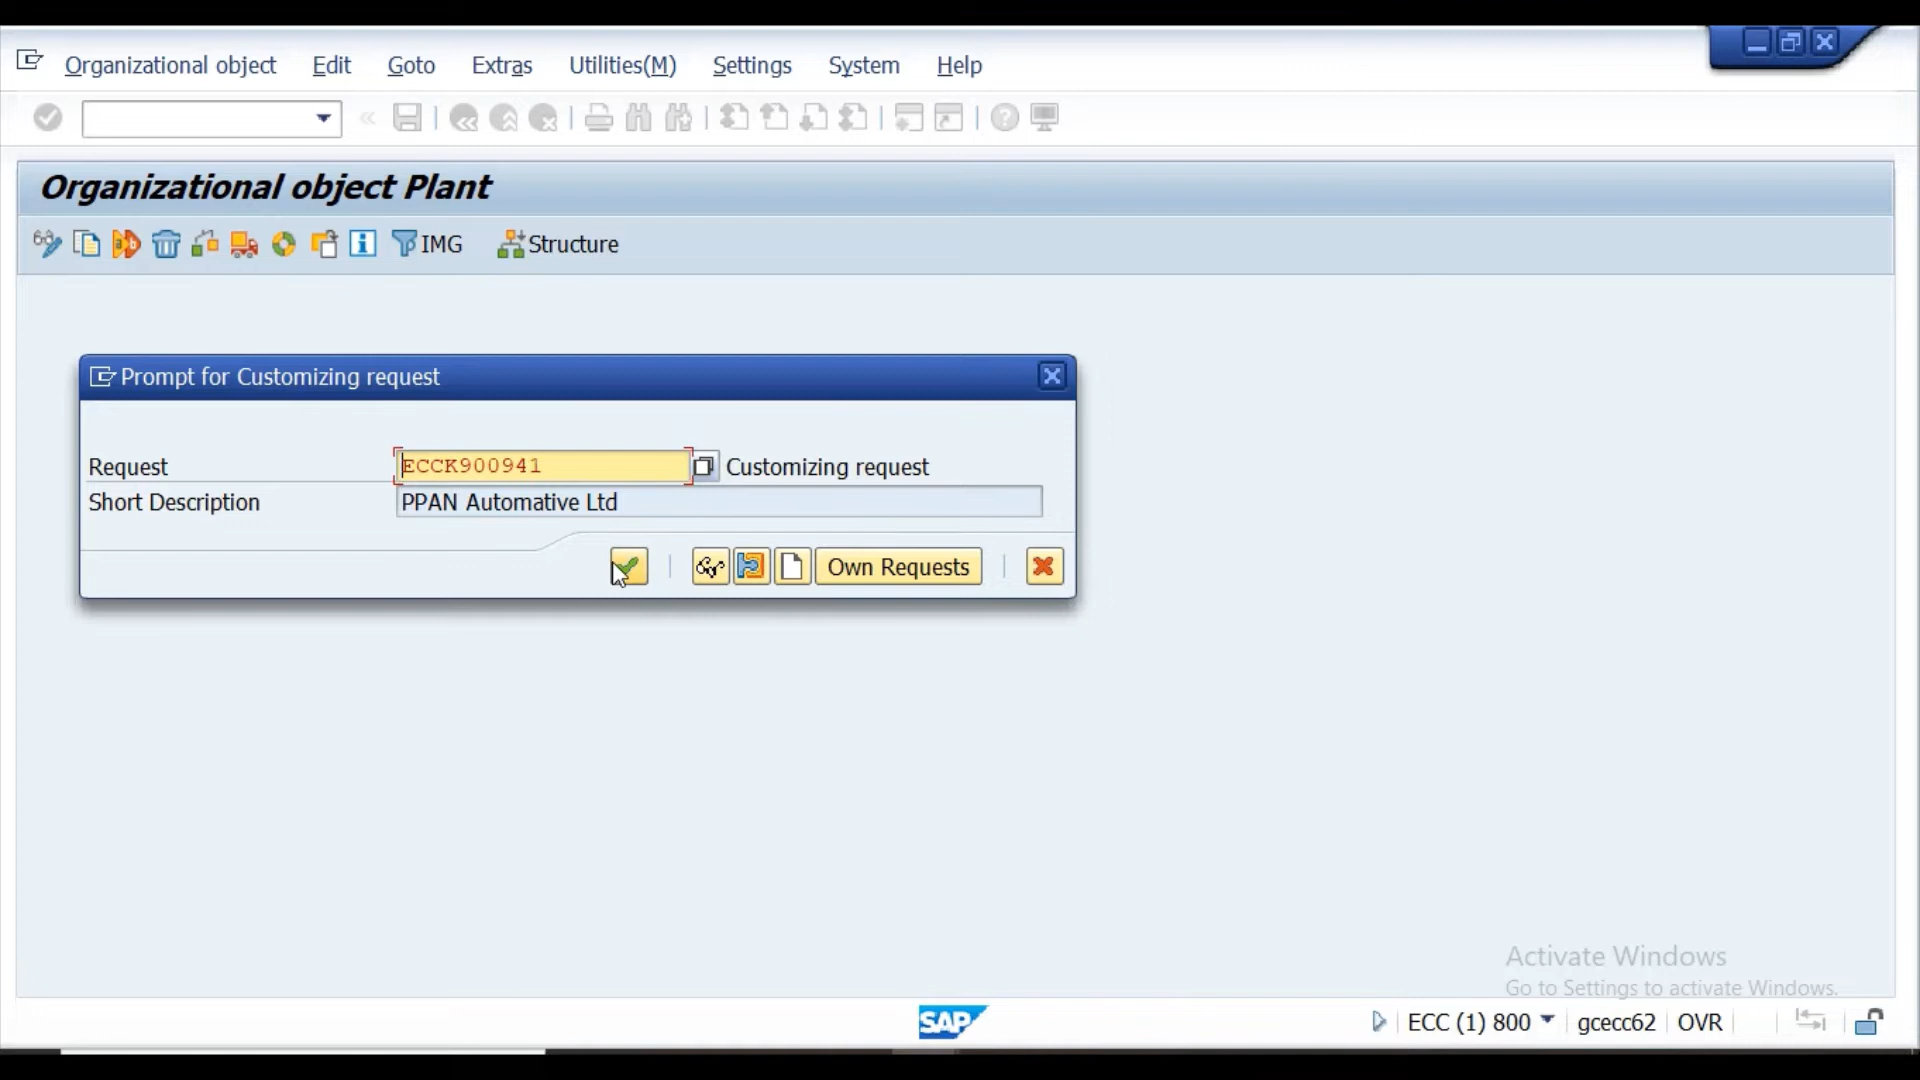 Organizational object Edit Goto Extras Utilities(M) Settings System Help
Organizational object Plant
IMG Structure
Prompt for Customizing request
Request ECCK900941 Customizing request
Short Description PPAN Automative Ltd
Own Requests
Activate Windows
Go to Settings to activate Windows.
SAP ECC (1) 800 gcecc62 OVR